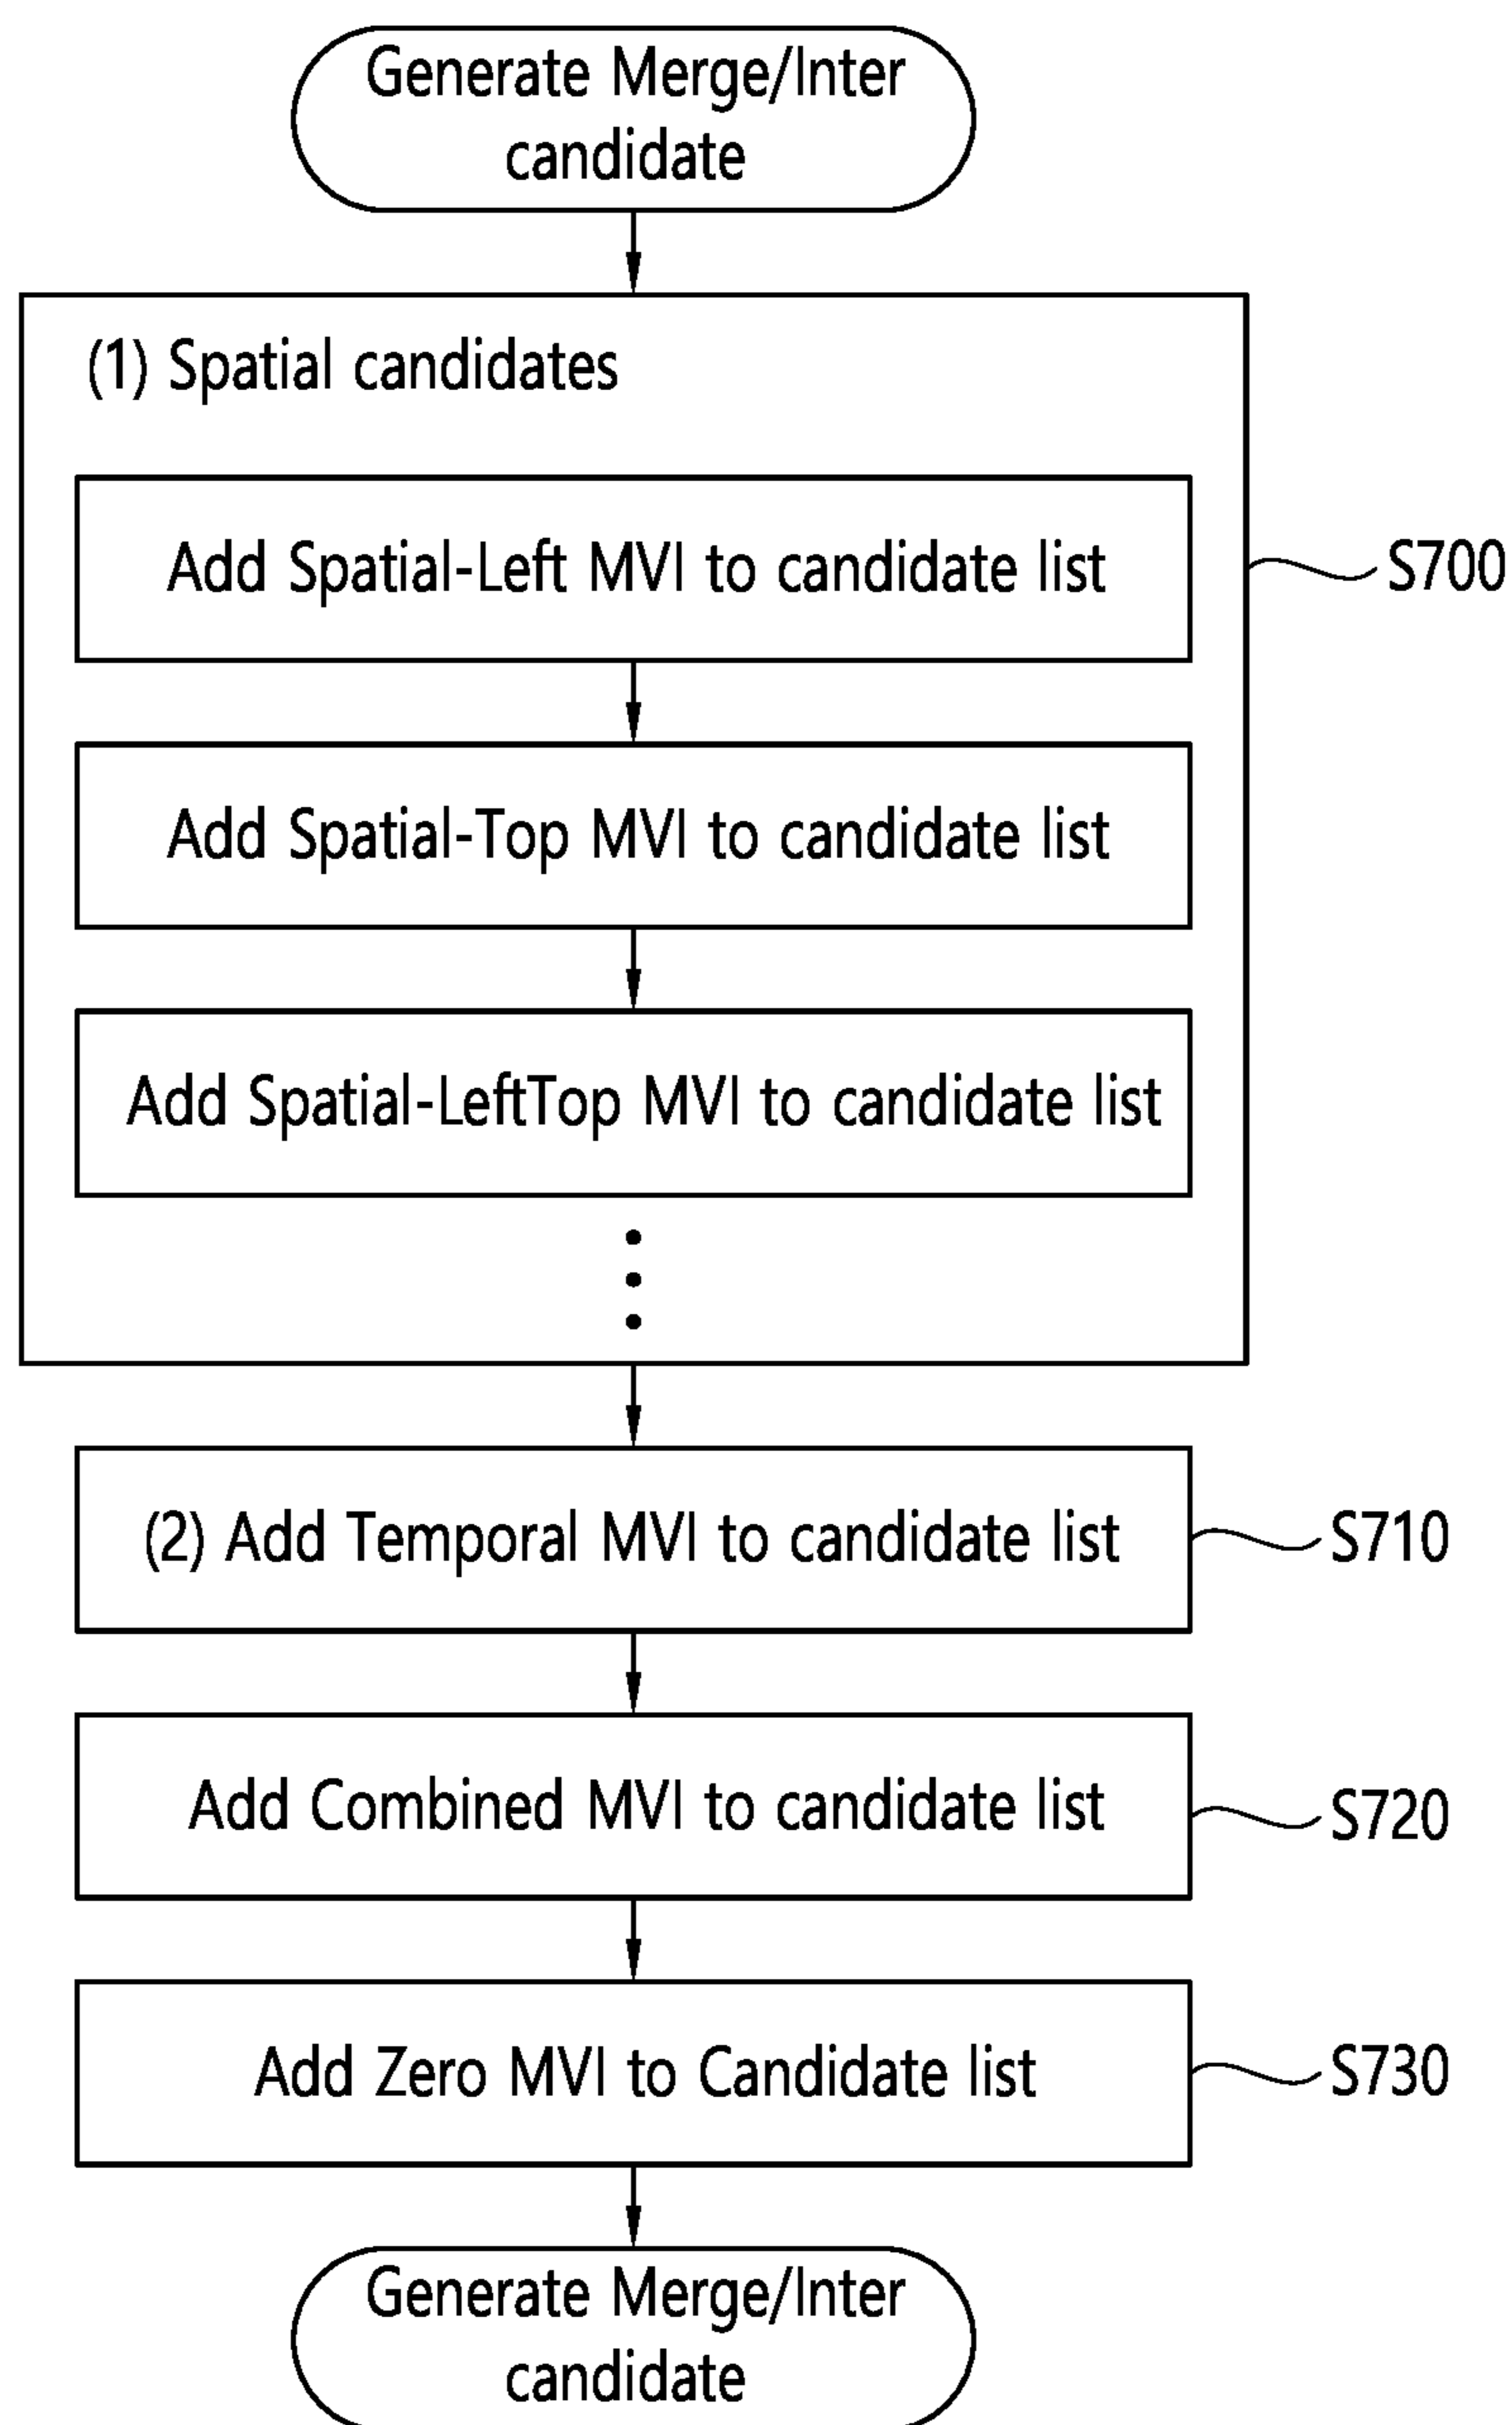 Generate Merge/Inter
candidate
(1) Spatial candidates
Add Spatial-Left MVI to candidate list
S700
Add Spatial-Top MVI to candidate list
Add Spatial-LeftTop MVI to candidate list
(2) Add Temporal MVI to candidate list
S710
Add Combined MVI to candidate list
S720
Add Zero MVI to Candidate list
S730
Generate Merge/Inter
candidate